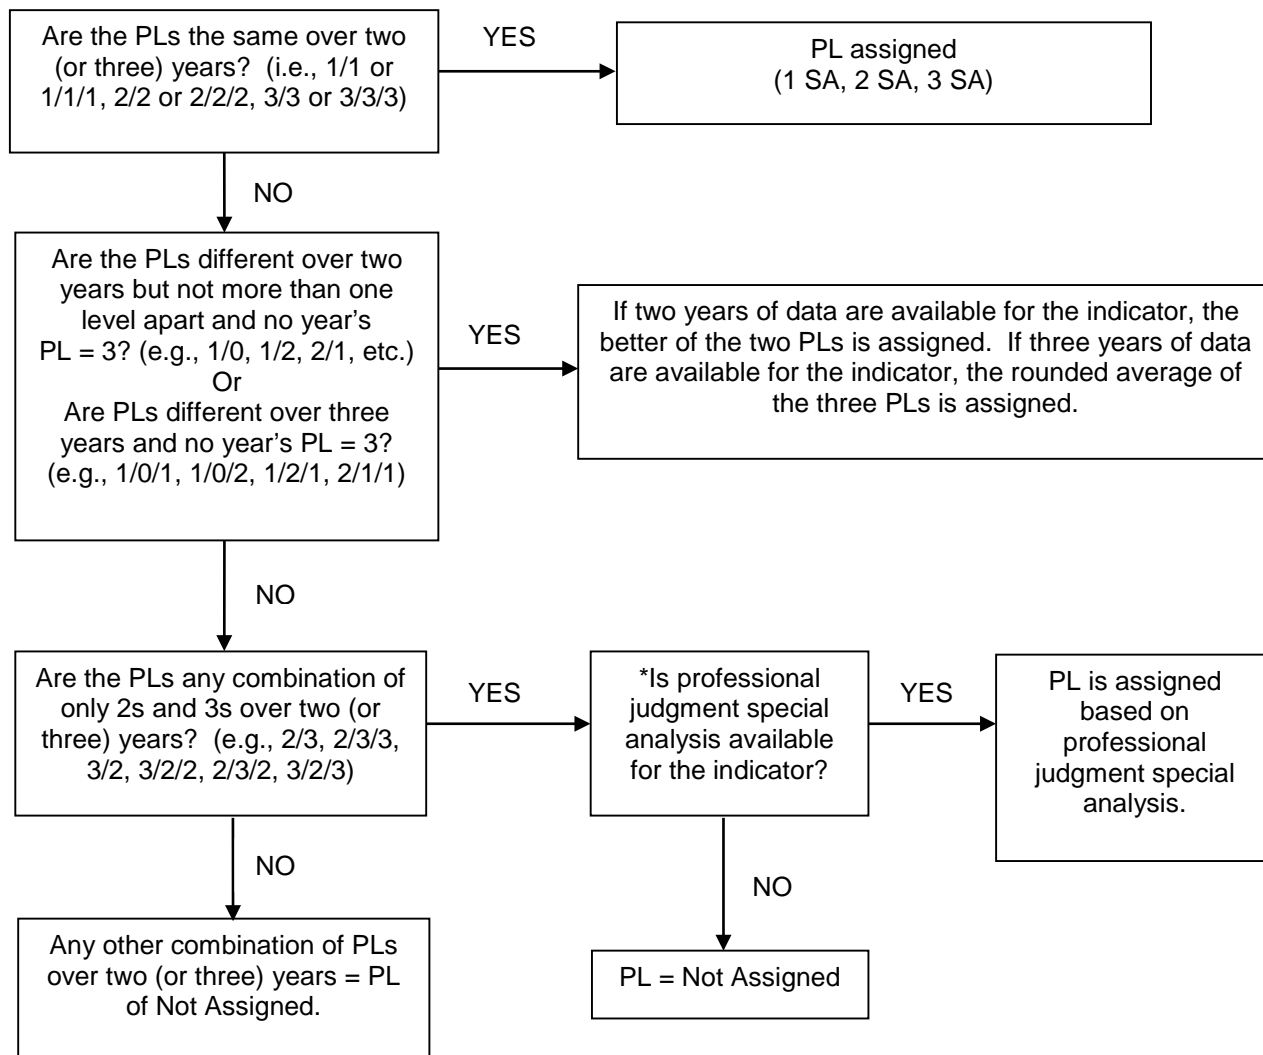 Are the PLs the same over two
(or three) years?  (i.e., 1/1 or
1/1/1, 2/2 or 2/2/2, 3/3 or 3/3/3)
YES
PL assigned
(1 SA, 2 SA, 3 SA)
NO
Are the PLs different over two
years but not more than one
level apart and no year's
PL = 3? (e.g., 1/0, 1/2, 2/1, etc.)
Or
Are PLs different over three
years and no year's PL = 3?
(e.g., 1/0/1, 1/0/2, 1/2/1, 2/1/1)
YES
If two years of data are available for the indicator, the
better of the two PLs is assigned.  If three years of data
are available for the indicator, the rounded average of
the three PLs is assigned.
NO
Are the PLs any combination of
only 2s and 3s over two (or
three) years?  (e.g., 2/3, 2/3/3,
3/2, 3/2/2, 2/3/2, 3/2/3)
YES
*Is professional
judgment special
analysis available
for the indicator?
YES
PL is assigned
based on
professional
judgment special
analysis.
NO
NO
Any other combination of PLs
over two (or three) years = PL
of Not Assigned.
PL = Not Assigned